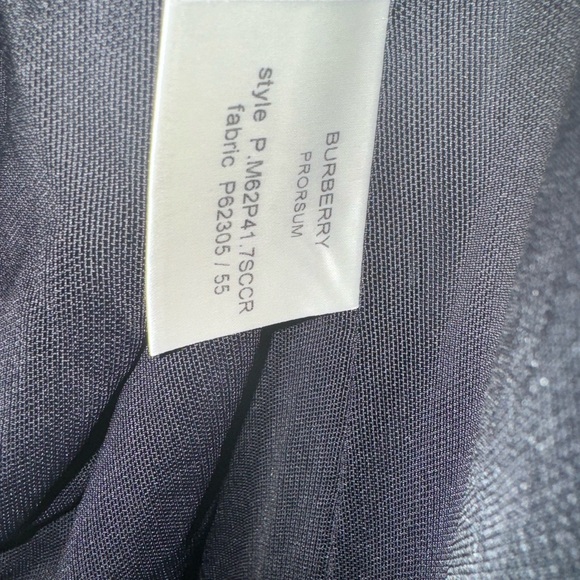 BURBERRY
PRORSUM
style P.M62P41.7SCCR
fabric P62305 / 55